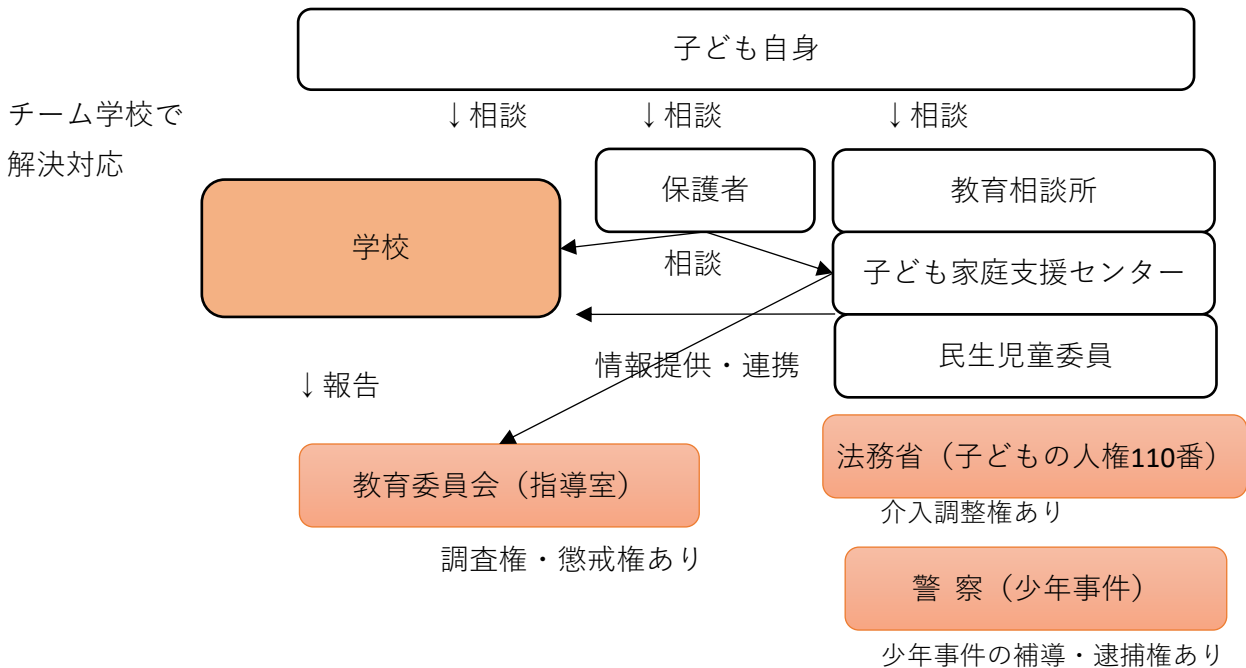 子ども自身
チーム学校で
解決対応
↓相談
↓相談
↓相談
保護者
教育相談所
学校
相談
子ども家庭支援センター
情報提供・連携
民生児童委員
↓報告
教育委員会（指導室）
調査権・懲戒権あり
法務省（子どもの人権110番）
介入調整権あり
警 察（少年事件）
少年事件の補導・逮捕権あり